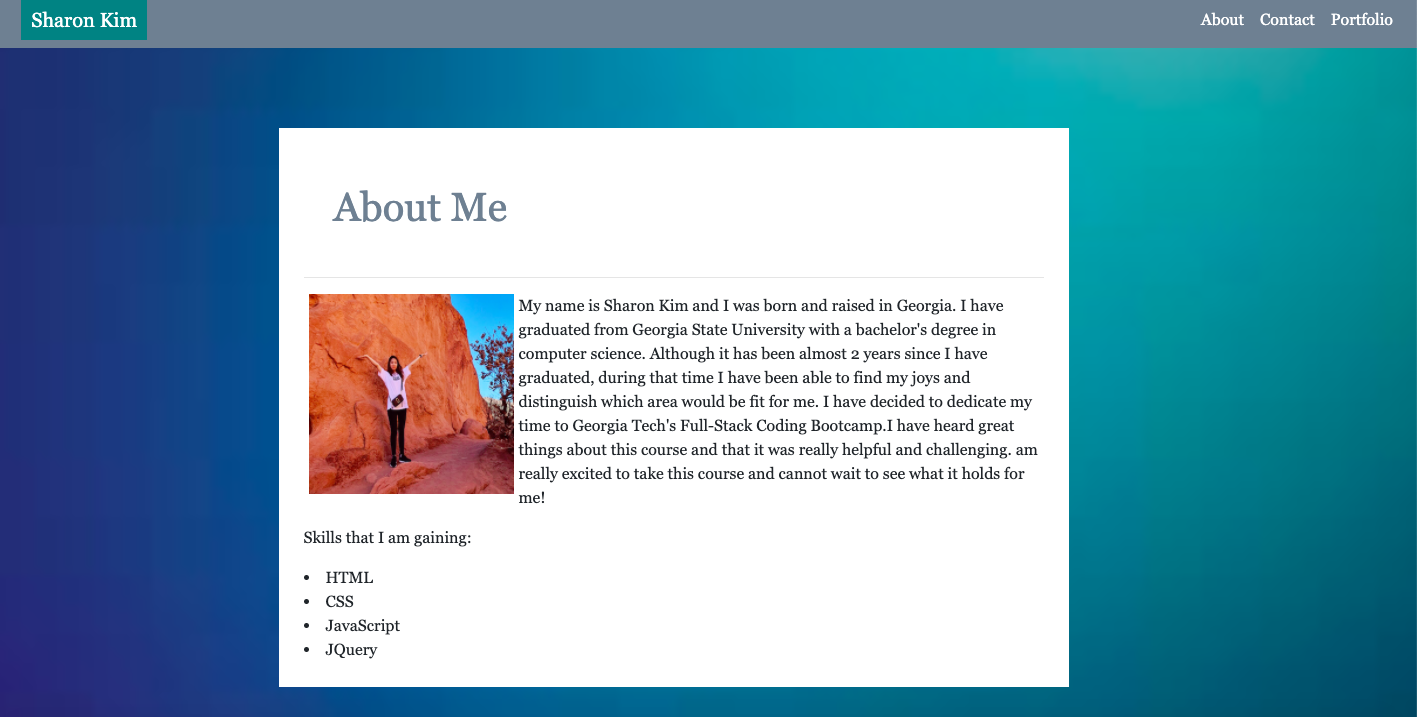 Sharon Kim
About Contact Portfolio
About Me
My name is Sharon Kim and I was born and raised in Georgia. I have
graduated from Georgia State University with a bachelor's degree in
computer science. Although it has been almost 2 years since I have
graduated, during that time I have been able to find my joys and
distinguish which area would be fit for me. I have decided to dedicate my
time to Georgia Tech's Full-Stack Coding Bootcamp.I have heard great
things about this course and that it was really helpful and challenging. am
really excited to take this course and cannot wait to see what it holds for
me!
Skills that I am gaining:
• HTML
• CSS
• JavaScript
• JQuery